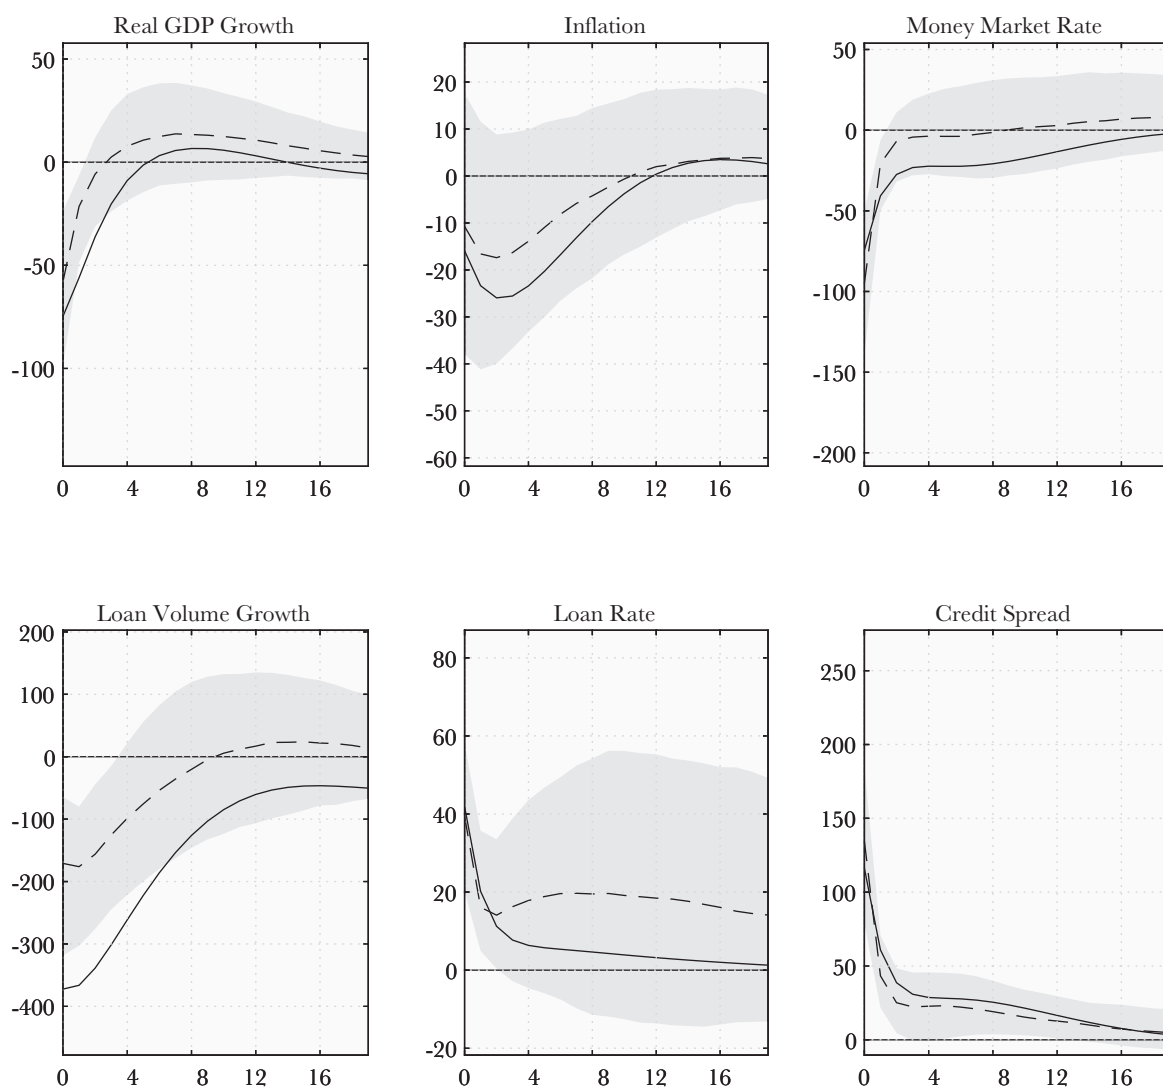 Real GDP Growth Inflation Money Market Rate
50 20 50
0 10 0
-50 0 -50
-100 -10 -100
-20 -150
-30 -200
-40
-50
-60
0 4 8 12 16 0 4 8 12 16 0 4 8 12 16
Loan Volume Growth Loan Rate Credit Spread
200 80 250
100 60 200
0 40 150
-100 20 100
-200 0 50
-300 -20 0
-400
0 4 8 12 16 0 4 8 12 16 0 4 8 12 16